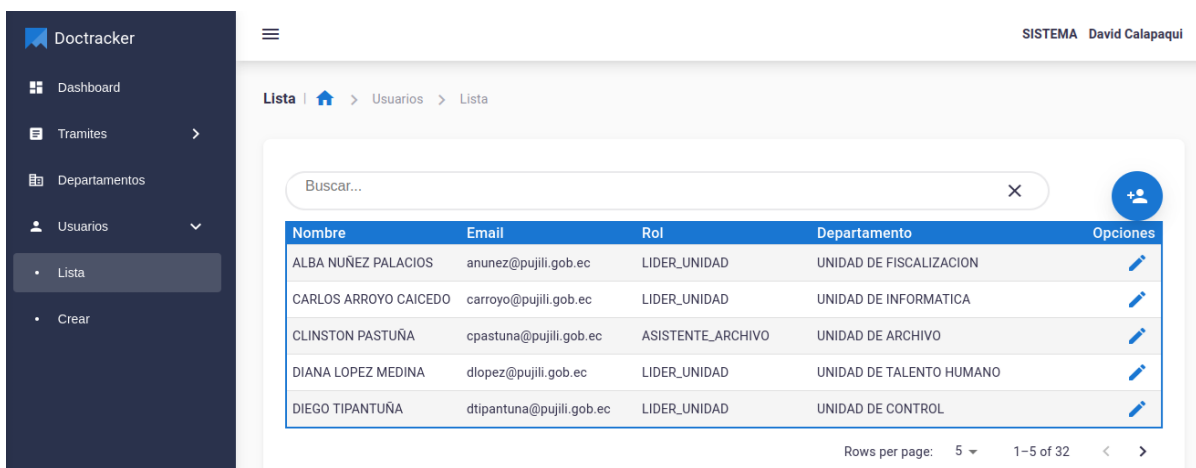 Doctracker
SISTEMA David Calapaqui
Dashboard
Tramites
Departamentos
Usuarios
Lista
Crear
Lista | > Usuarios > Lista
Buscar...
Nombre Email Rol Departamento Opciones
ALBA NUÑEZ PALACIOS anunez@pujili.gob.ec LIDER_UNIDAD UNIDAD DE FISCALIZACION
CARLOS ARROYO CAICEDO carroyo@pujili.gob.ec LIDER_UNIDAD UNIDAD DE INFORMATICA
CLINSTON PASTUÑA cpastuna@pujili.gob.ec ASISTENTE_ARCHIVO UNIDAD DE ARCHIVO
DIANA LOPEZ MEDINA dlopez@pujili.gob.ec LIDER_UNIDAD UNIDAD DE TALENTO HUMANO
DIEGO TIPANTUÑA dtipantuna@pujili.gob.ec LIDER_UNIDAD UNIDAD DE CONTROL
Rows per page: 5 1–5 of 32